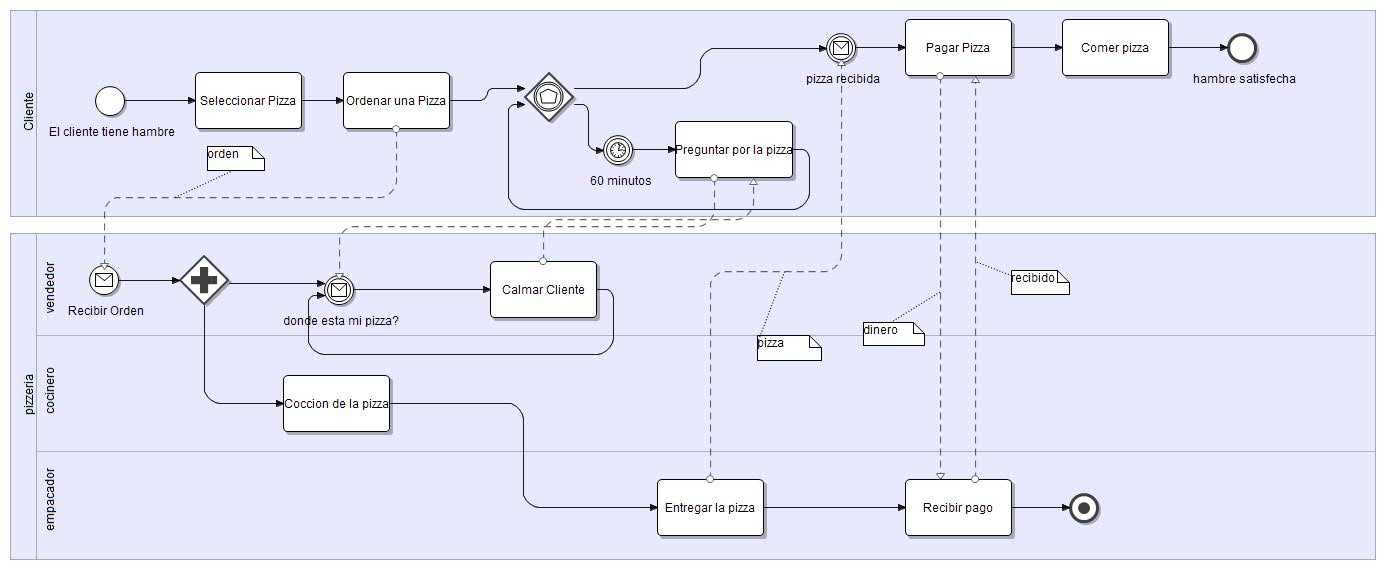 Cliente
El cliente tiene hambre
Seleccionar Pizza
Ordenar una Pizza
orden
60 minutos
Preguntar por la pizza
pizza recibida
Pagar Pizza
Comer pizza
hambre satisfecha
pizzeria
vendedor
Recibir Orden
donde esta mi pizza?
Calmar Cliente
pizza
dinero
recibido
cocinero
Coccion de la pizza
empacador
Entregar la pizza
Recibir pago